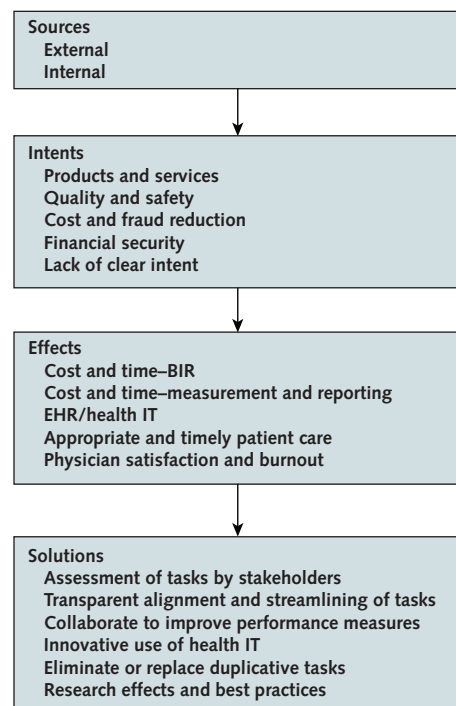 Sources
External
Internal
Intents
Products and services
Quality and safety
Cost and fraud reduction
Financial security
Lack of clear intent
Effects
Cost and time–BIR
Cost and time–measurement and reporting
EHR/health IT
Appropriate and timely patient care
Physician satisfaction and burnout
Solutions
Assessment of tasks by stakeholders
Transparent alignment and streamlining of tasks
Collaborate to improve performance measures
Innovative use of health IT
Eliminate or replace duplicative tasks
Research effects and best practices